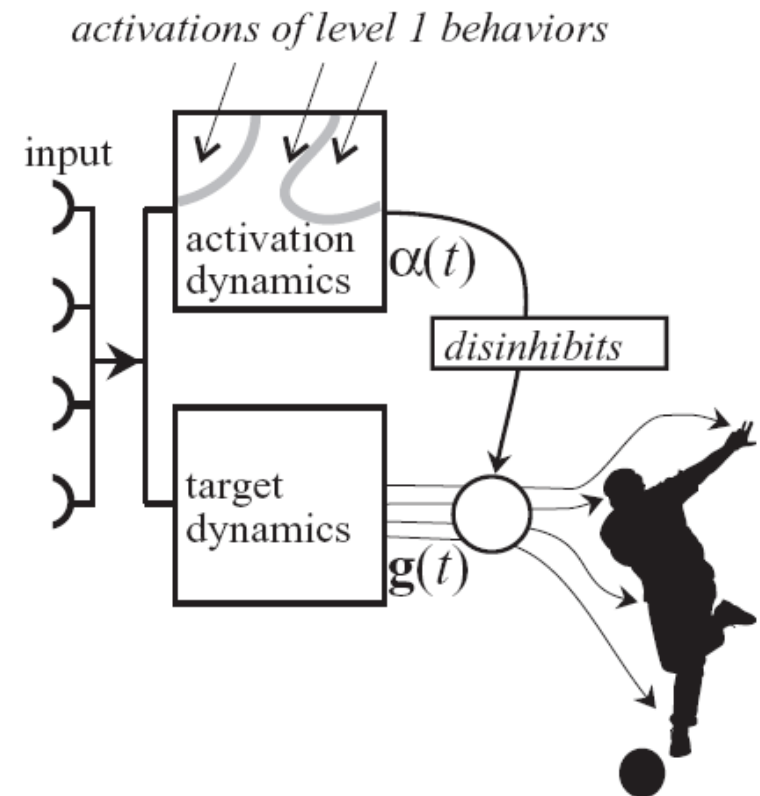 activations of level 1 behaviors
input
activation
dynamics
α(t)
disinhibits
target
dynamics
g(t)